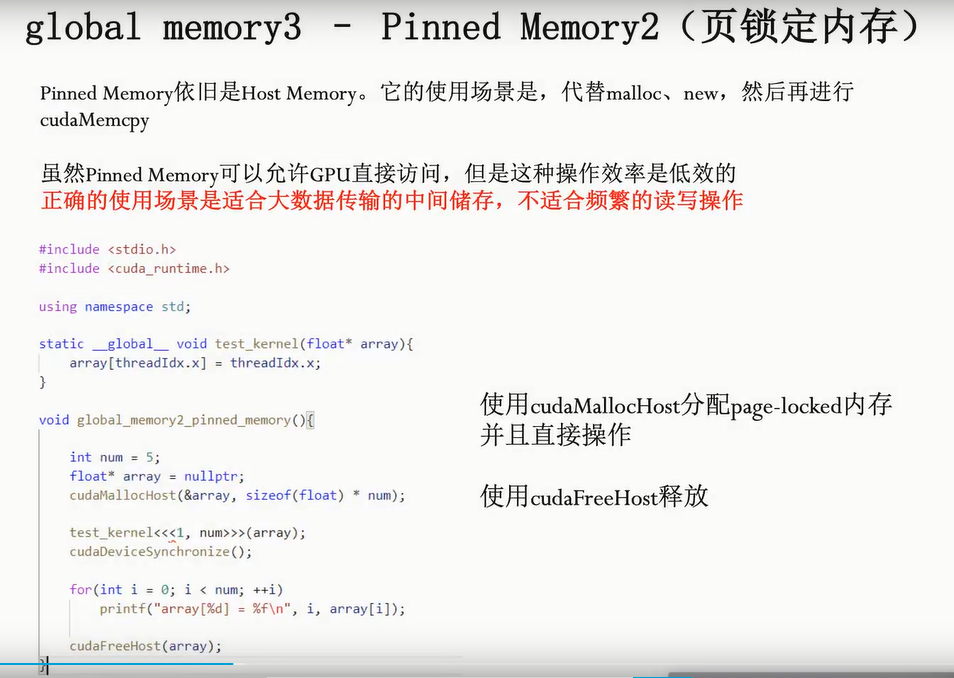 global memory3 – Pinned Memory2（页锁定内存）
Pinned Memory依旧是Host Memory。它的使用场景是，代替malloc、new，然后再进行
cudaMemcpy
虽然Pinned Memory可以允许GPU直接访问，但是这种操作效率是低效的
正确的使用场景是适合大数据传输的中间储存，不适合频繁的读写操作
#include <stdio.h>
#include <cuda_runtime.h>
using namespace std;
static __global__ void test_kernel(float* array){
    array[threadIdx.x] = threadIdx.x;
}
void global_memory2_pinned_memory(){
    int num = 5;
    float* array = nullptr;
    cudaMallocHost(&array, sizeof(float) * num);
    test_kernel<<<1, num>>>(array);
    cudaDeviceSynchronize();
    for(int i = 0; i < num; ++i)
        printf("array[%d] = %f\n", i, array[i]);
    cudaFreeHost(array);
}
使用cudaMallocHost分配page-locked内存
并且直接操作
使用cudaFreeHost释放